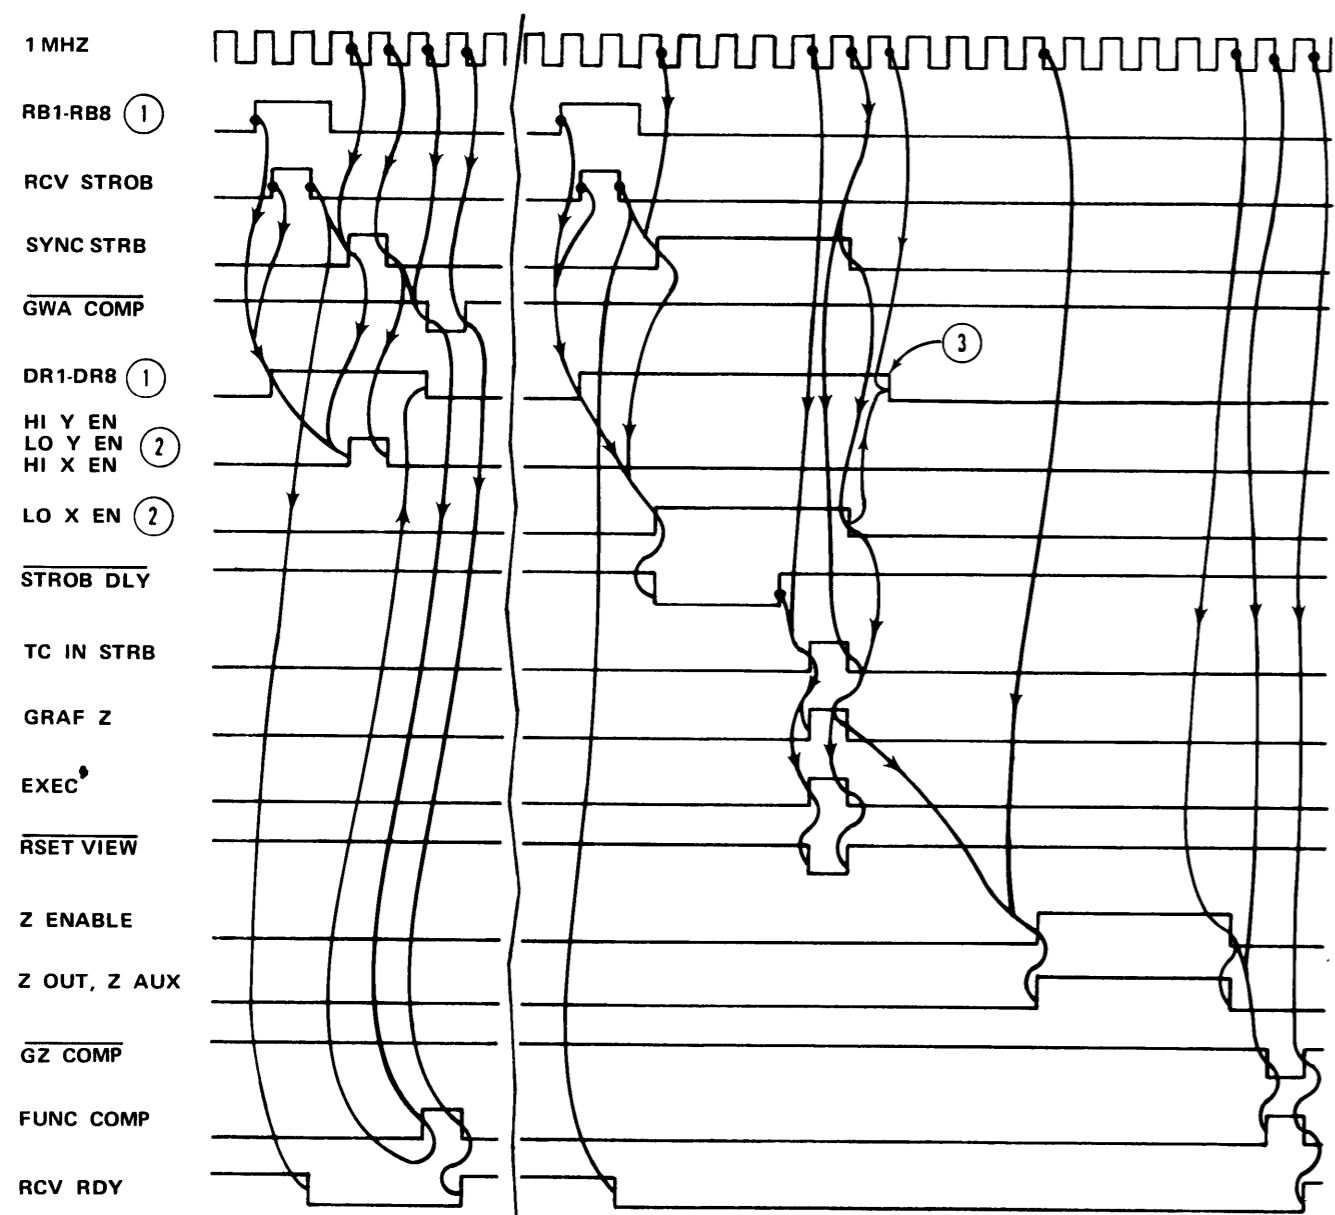 1 MHZ
RB1-RB8 1
RCV STROB
SYNC STRB
GWA COMP
3
DR1-DR8 1
HI Y EN
LO Y EN 2
HI X EN
LO X EN 2
STROB DLY
TC IN STRB
GRAF Z
EXEC
RSET VIEW
Z ENABLE
Z OUT, Z AUX
GZ COMP
FUNC COMP
RCV RDY